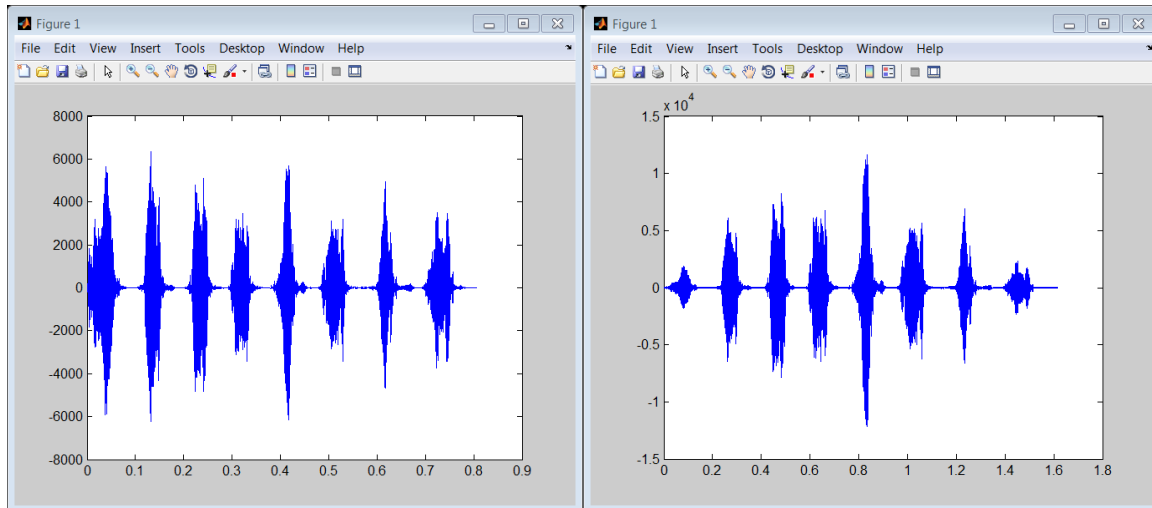 Figure 1
File Edit View Insert Tools Desktop Window Help
8000
6000
4000
2000
0
-2000
-4000
-6000
-8000
0 0.1 0.2 0.3 0.4 0.5 0.6 0.7 0.8 0.9
Figure 1
File Edit View Insert Tools Desktop Window Help
x 10^4
1.5
1
0.5
0
-0.5
-1
-1.5
0 0.2 0.4 0.6 0.8 1 1.2 1.4 1.6 1.8